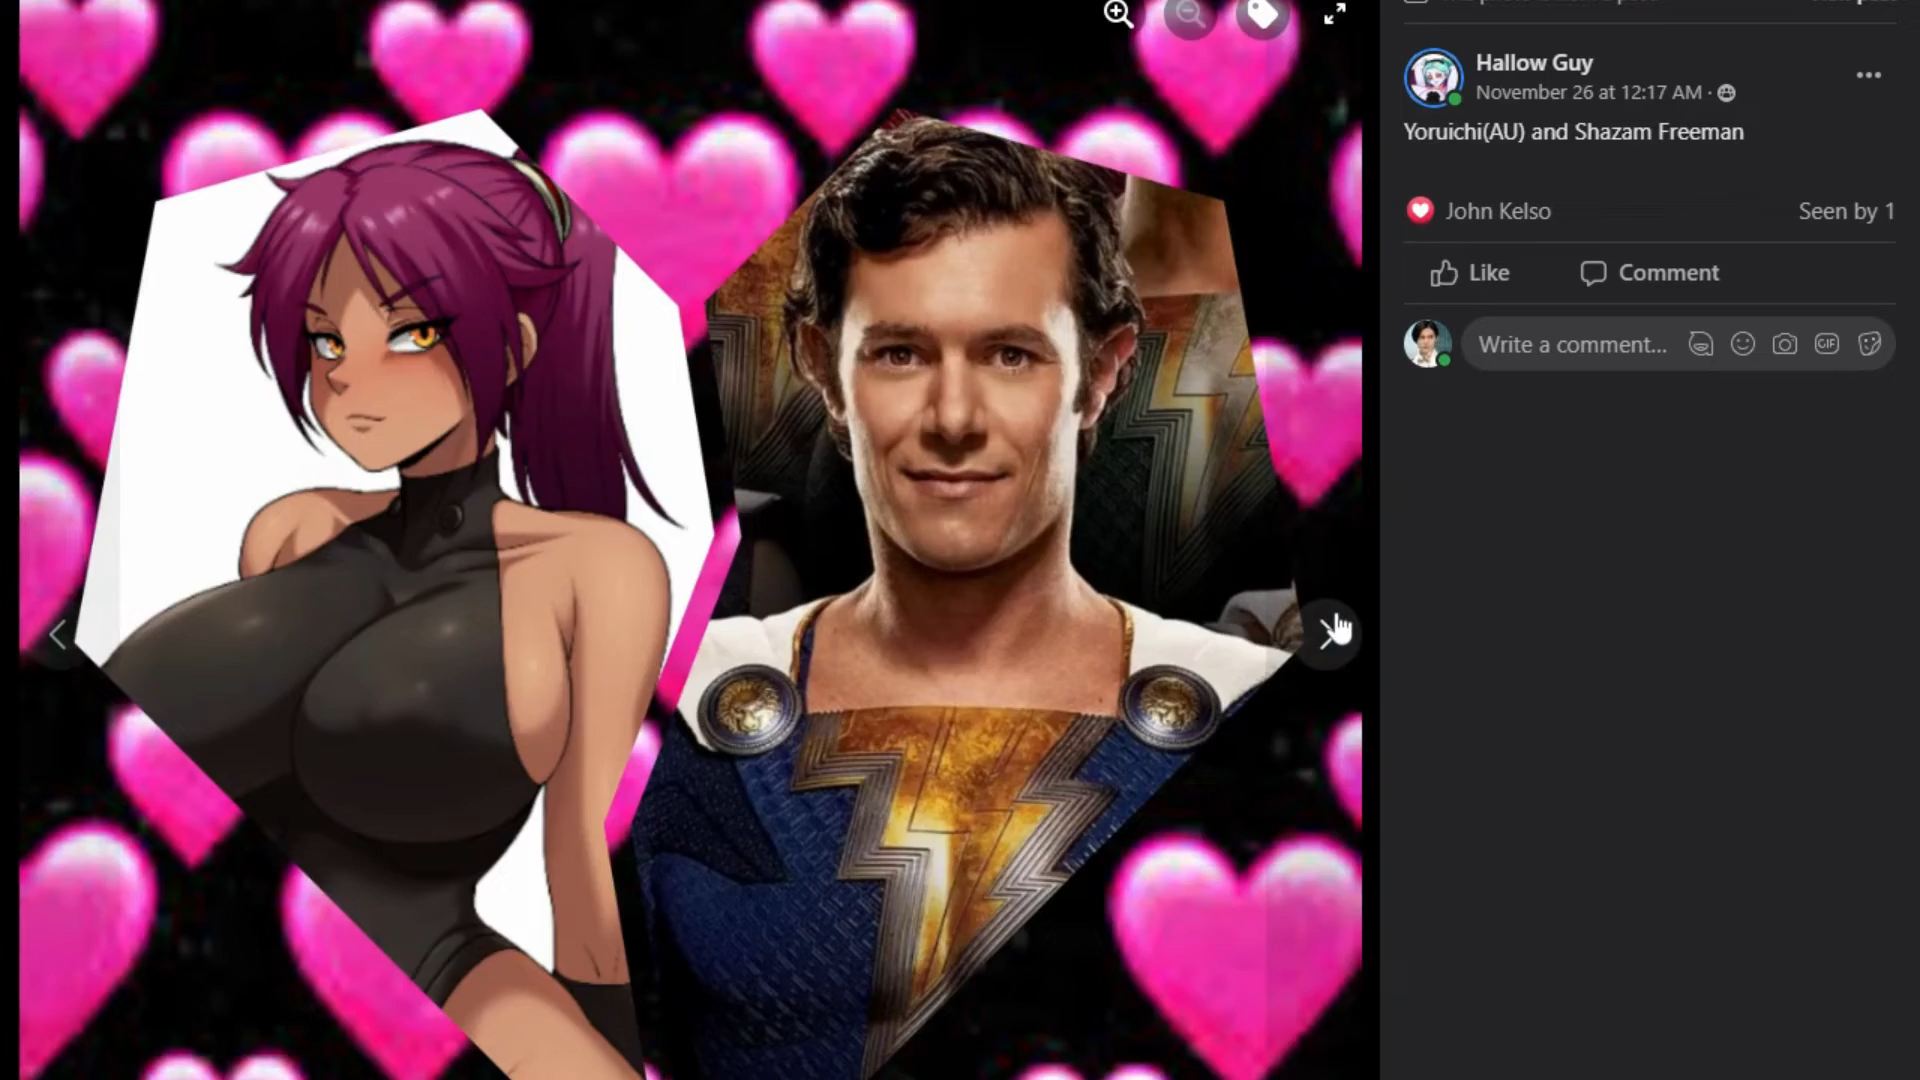 Hallow Guy
November 26 at 12:17 AM ·
Yoruichi(AU) and Shazam Freeman
John Kelso
Seen by 1
Like
Comment
Write a comment...
GIF